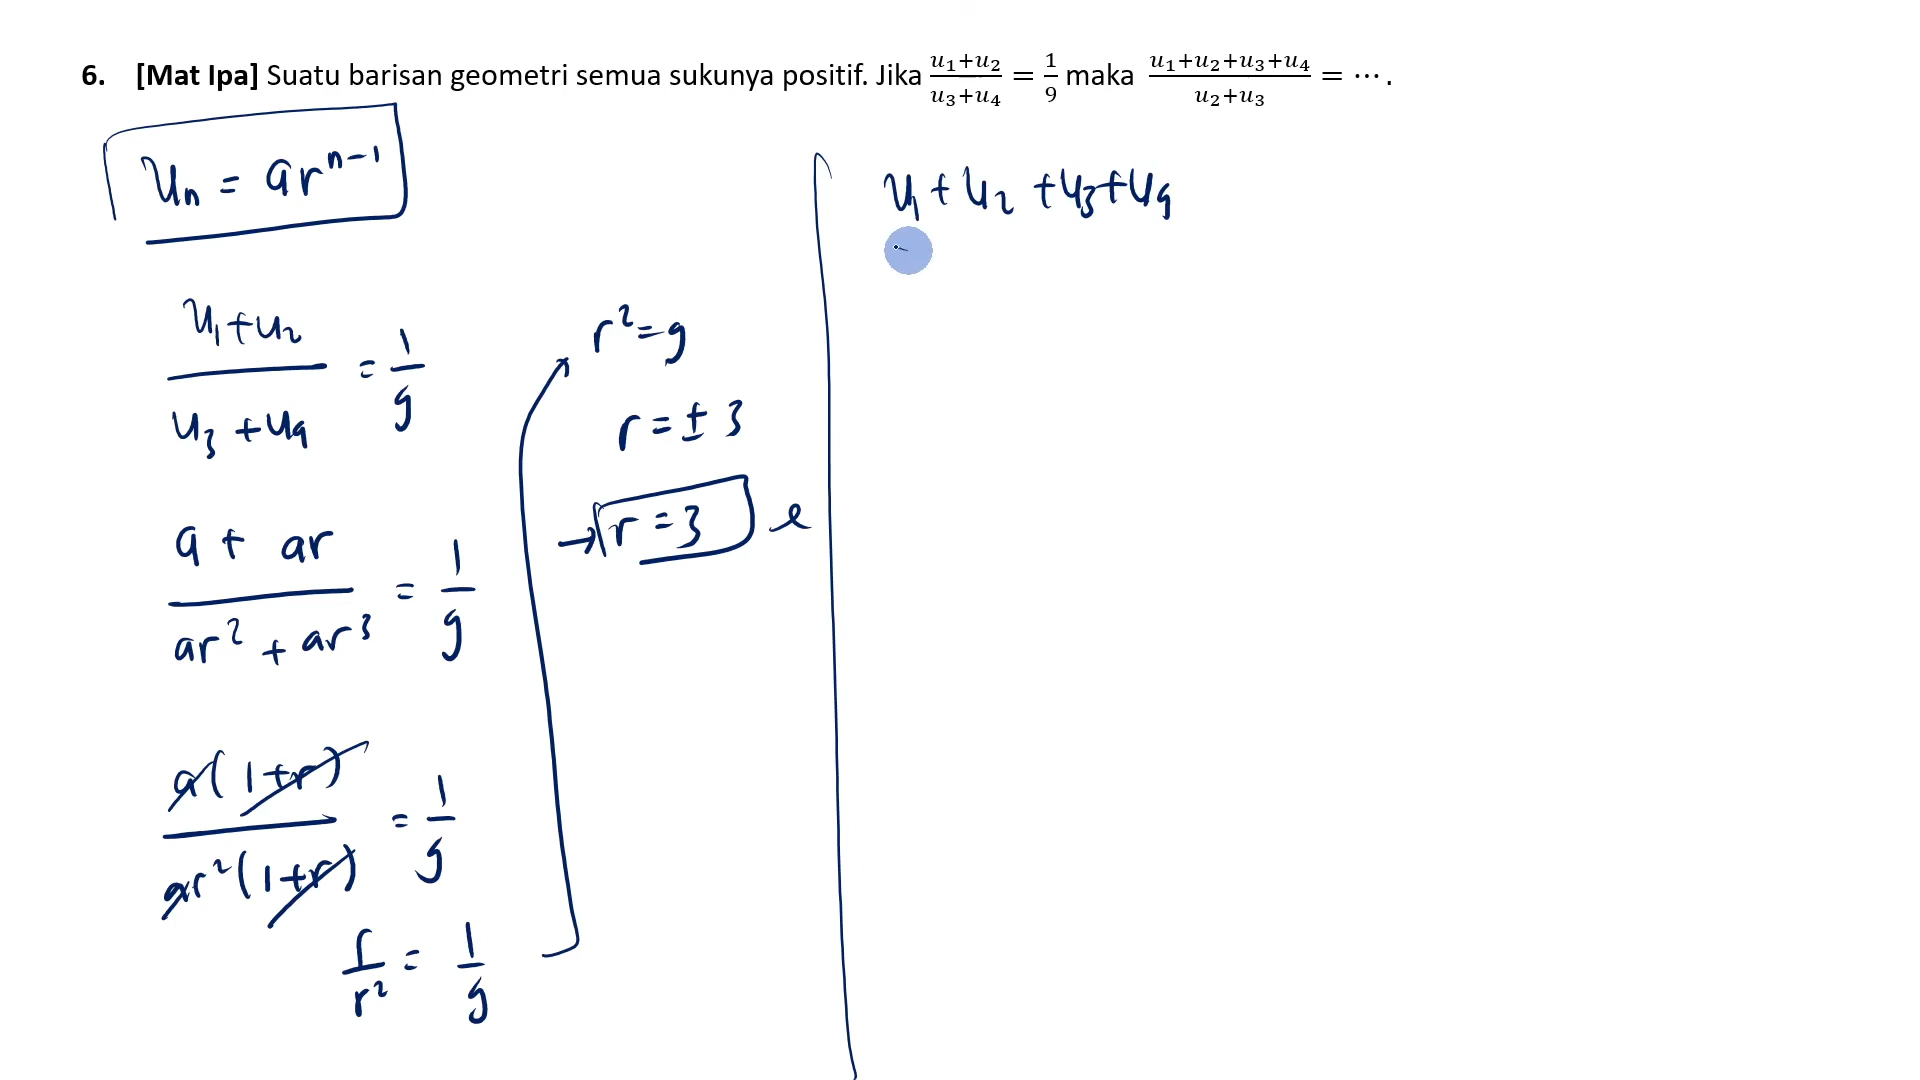 6. [Mat Ipa] Suatu barisan geometri semua sukunya positif. Jika (u₁+u₂)/(u₃+u₄) = 1/9 maka (u₁+u₂+u₃+u₄)/(u₂+u₃) = ⋯ .
Uₙ = arⁿ⁻¹
(U₁+U₂)/(U₃+U₄) = 1/9
(a + ar)/(ar² + ar³) = 1/9
a(1+r)/ar²(1+r) = 1/9
1/r² = 1/9
r² = 9
r = ± 3
→ r = 3
U₁ + U₂ + U₃ + U₄